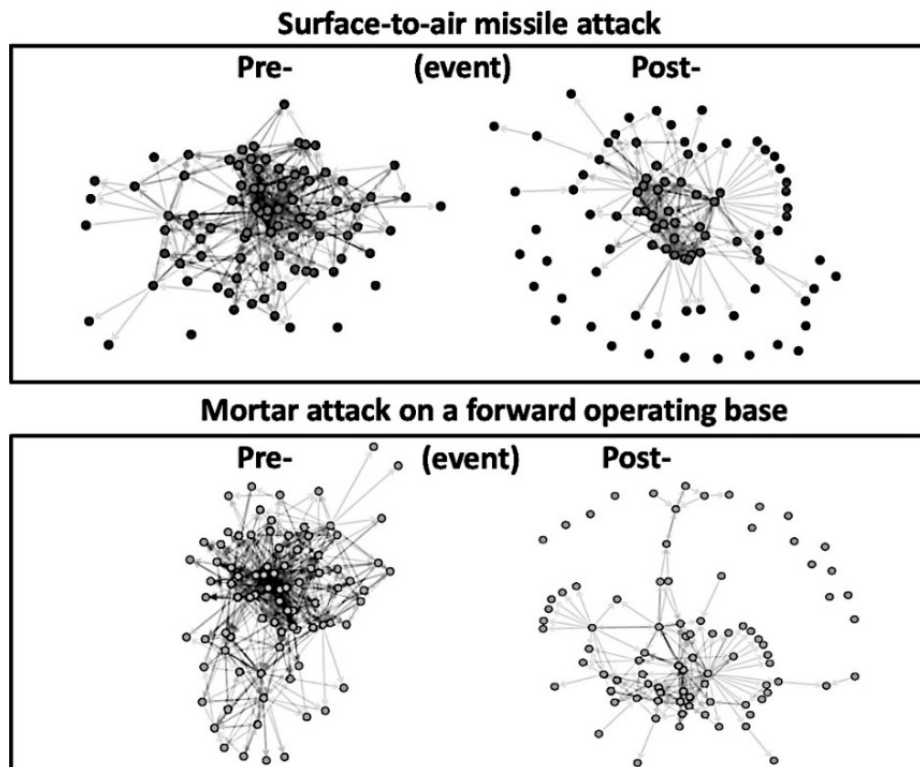 Surface-to-air missile attack
Pre- (event) Post-
Mortar attack on a forward operating base
Pre- (event) Post-